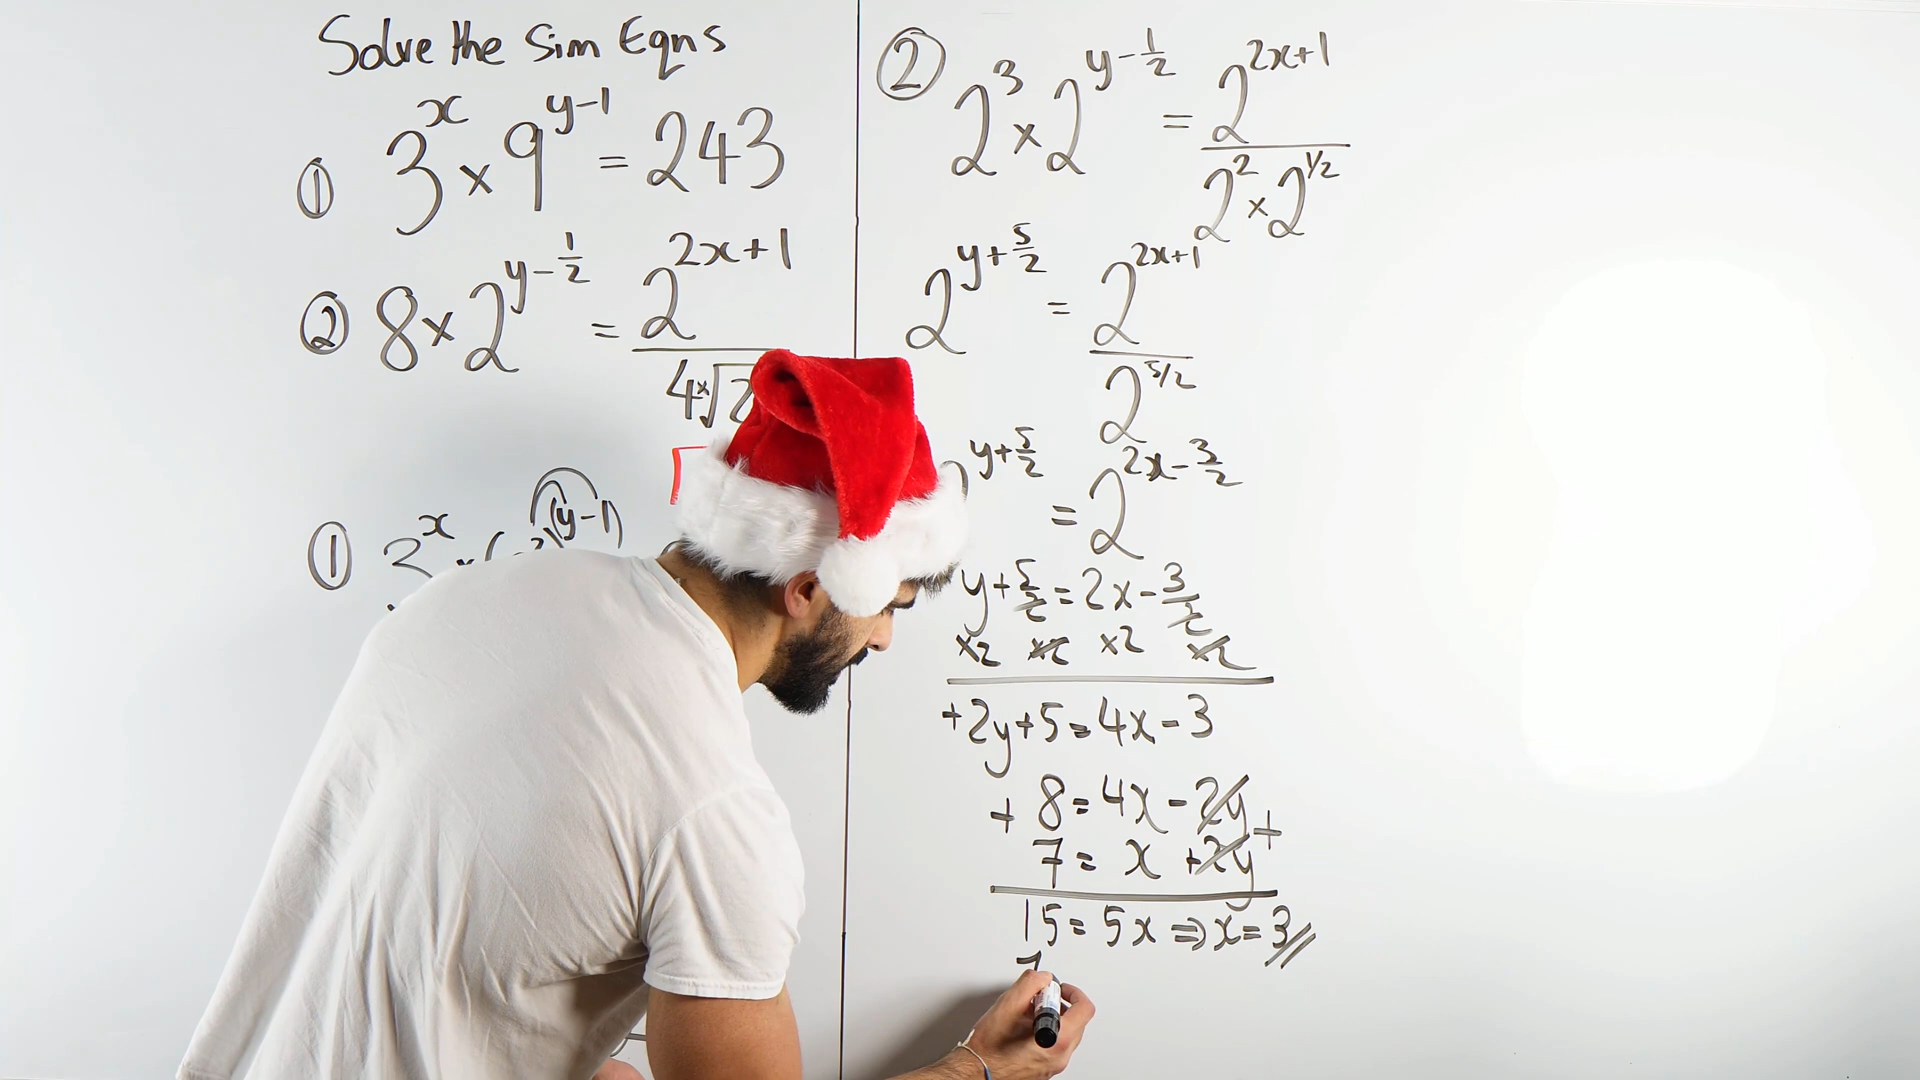 Solve the Sim Eqns
① 3^x × 9^(y-1) = 243
② 8 × 2^(y-1/2) = 2^(2x+1) / 4×√2
① 3^x × ( )^(y-1)
② 2^3 × 2^(y-1/2) = 2^(2x+1) / 2^2 × 2^(1/2)
2^(y+5/2) = 2^(2x+1) / 2^(5/2)
2^(y+5/2) = 2^(2x-3/2)
y+5/2 = 2x-3/2
×2 ×2 ×2 ×2
+2y+5=4x-3
+ 8=4x-2y +
7= x +2y
15=5x ⇒ x=3
7